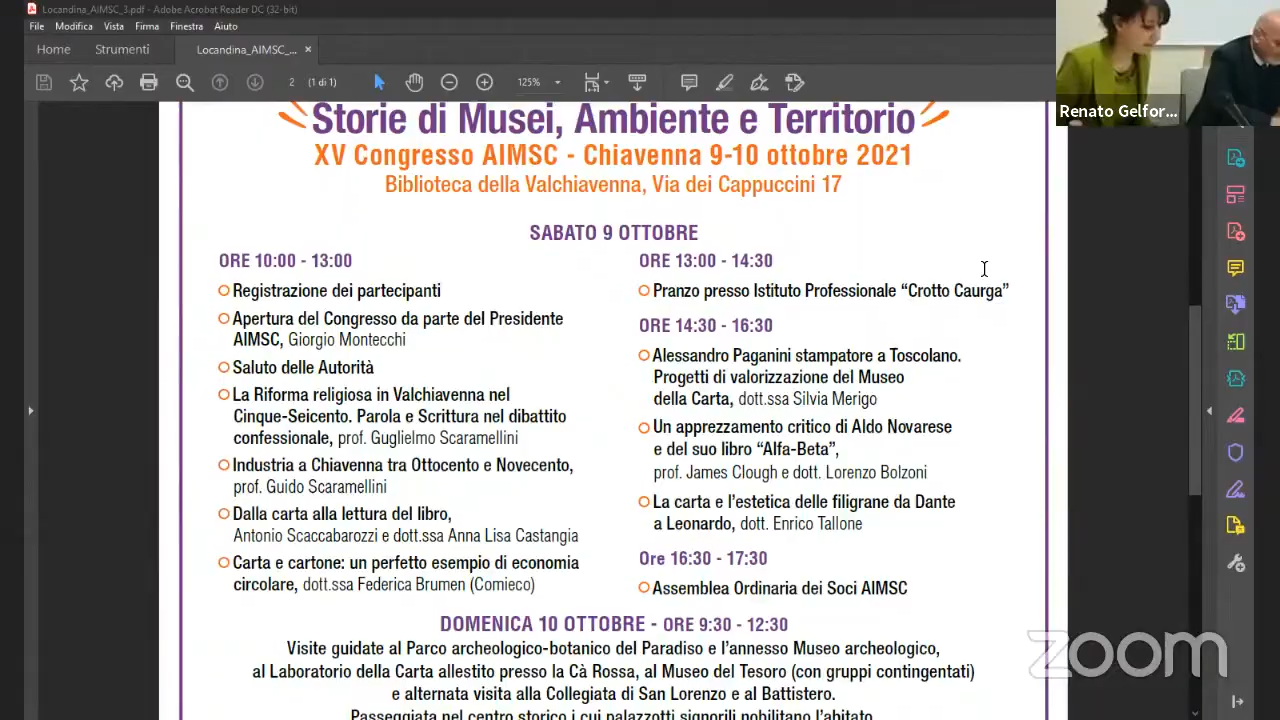 Locandina_AIMSC_3.pdf - Adobe Acrobat Reader DC (32-bit)
File Modifica Vista Firma Finestra Aiuto
Home Strumenti Locandina_AIMSC_... ×
2 (1 di 1) 125%
Renato Gelfor...
Storie di Musei, Ambiente e Territorio
XV Congresso AIMSC - Chiavenna 9-10 ottobre 2021
Biblioteca della Valchiavenna, Via dei Cappuccini 17
SABATO 9 OTTOBRE
ORE 10:00 - 13:00
Registrazione dei partecipanti
Apertura del Congresso da parte del Presidente
AIMSC, Giorgio Montecchi
Saluto delle Autorità
La Riforma religiosa in Valchiavenna nel
Cinque-Seicento. Parola e Scrittura nel dibattito
confessionale, prof. Guglielmo Scaramellini
Industria a Chiavenna tra Ottocento e Novecento,
prof. Guido Scaramellini
Dalla carta alla lettura del libro,
Antonio Scaccabarozzi e dott.ssa Anna Lisa Castangia
Carta e cartone: un perfetto esempio di economia
circolare, dott.ssa Federica Brumen (Comieco)
ORE 13:00 - 14:30
Pranzo presso Istituto Professionale “Crotto Caurga”
ORE 14:30 - 16:30
Alessandro Paganini stampatore a Toscolano.
Progetti di valorizzazione del Museo
della Carta, dott.ssa Silvia Merigo
Un apprezzamento critico di Aldo Novarese
e del suo libro “Alfa-Beta”,
prof. James Clough e dott. Lorenzo Bolzoni
La carta e l’estetica delle filigrane da Dante
a Leonardo, dott. Enrico Tallone
Ore 16:30 - 17:30
Assemblea Ordinaria dei Soci AIMSC
DOMENICA 10 OTTOBRE - ORE 9:30 - 12:30
Visite guidate al Parco archeologico-botanico del Paradiso e l’annesso Museo archeologico,
al Laboratorio della Carta allestito presso la Cà Rossa, al Museo del Tesoro (con gruppi contingentati)
e alternata visita alla Collegiata di San Lorenzo e al Battistero.
Passeggiata nel centro storico i cui palazzotti signorili nobilitano l’abitato
zoom